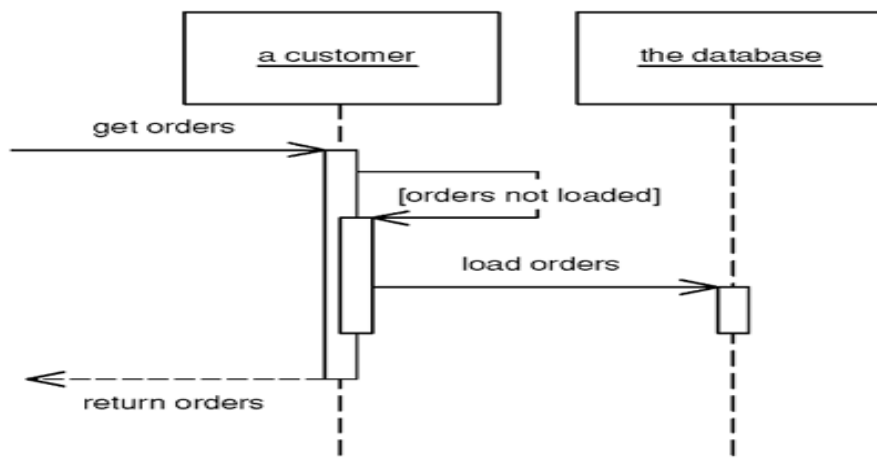 a customer
the database
get orders
[orders not loaded]
load orders
return orders